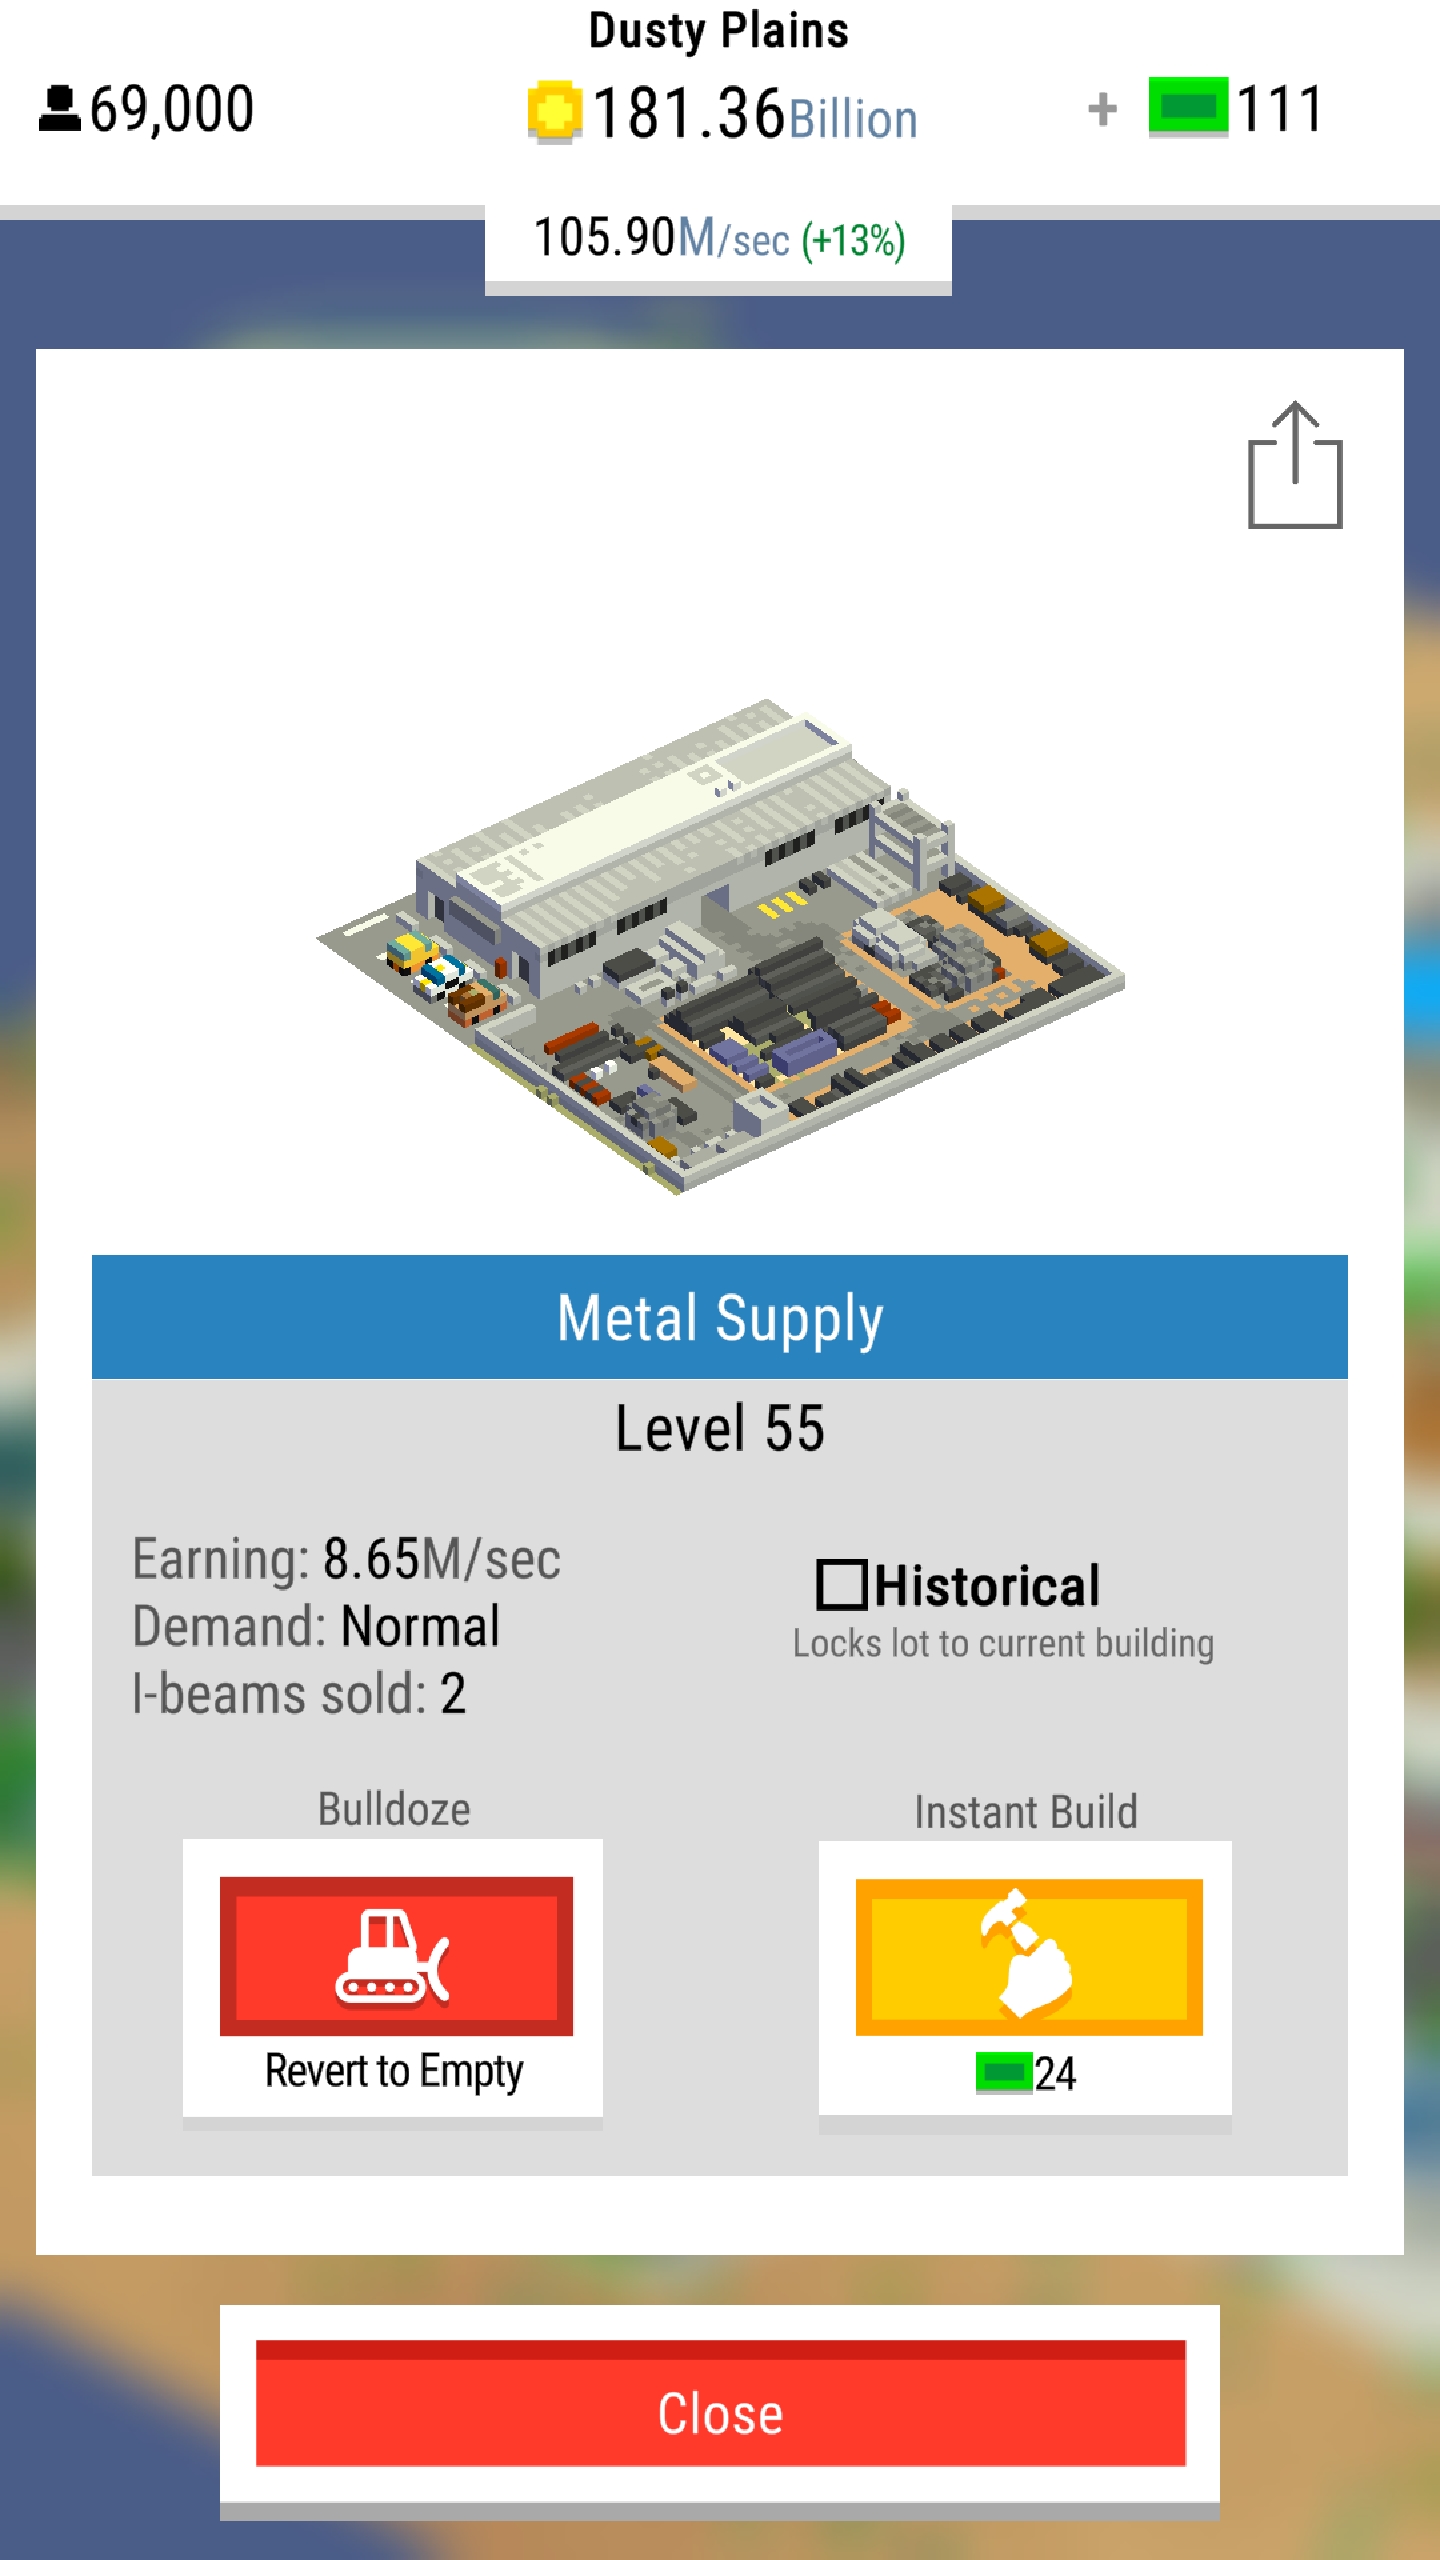 Dusty Plains
69,000
181.36Billion
+ 111
105.90M/sec (+13%)
Metal Supply
Level 55
Earning: 8.65M/sec
Demand: Normal
I-beams sold: 2
Historical
Locks lot to current building
Bulldoze
Revert to Empty
Instant Build
24
Close